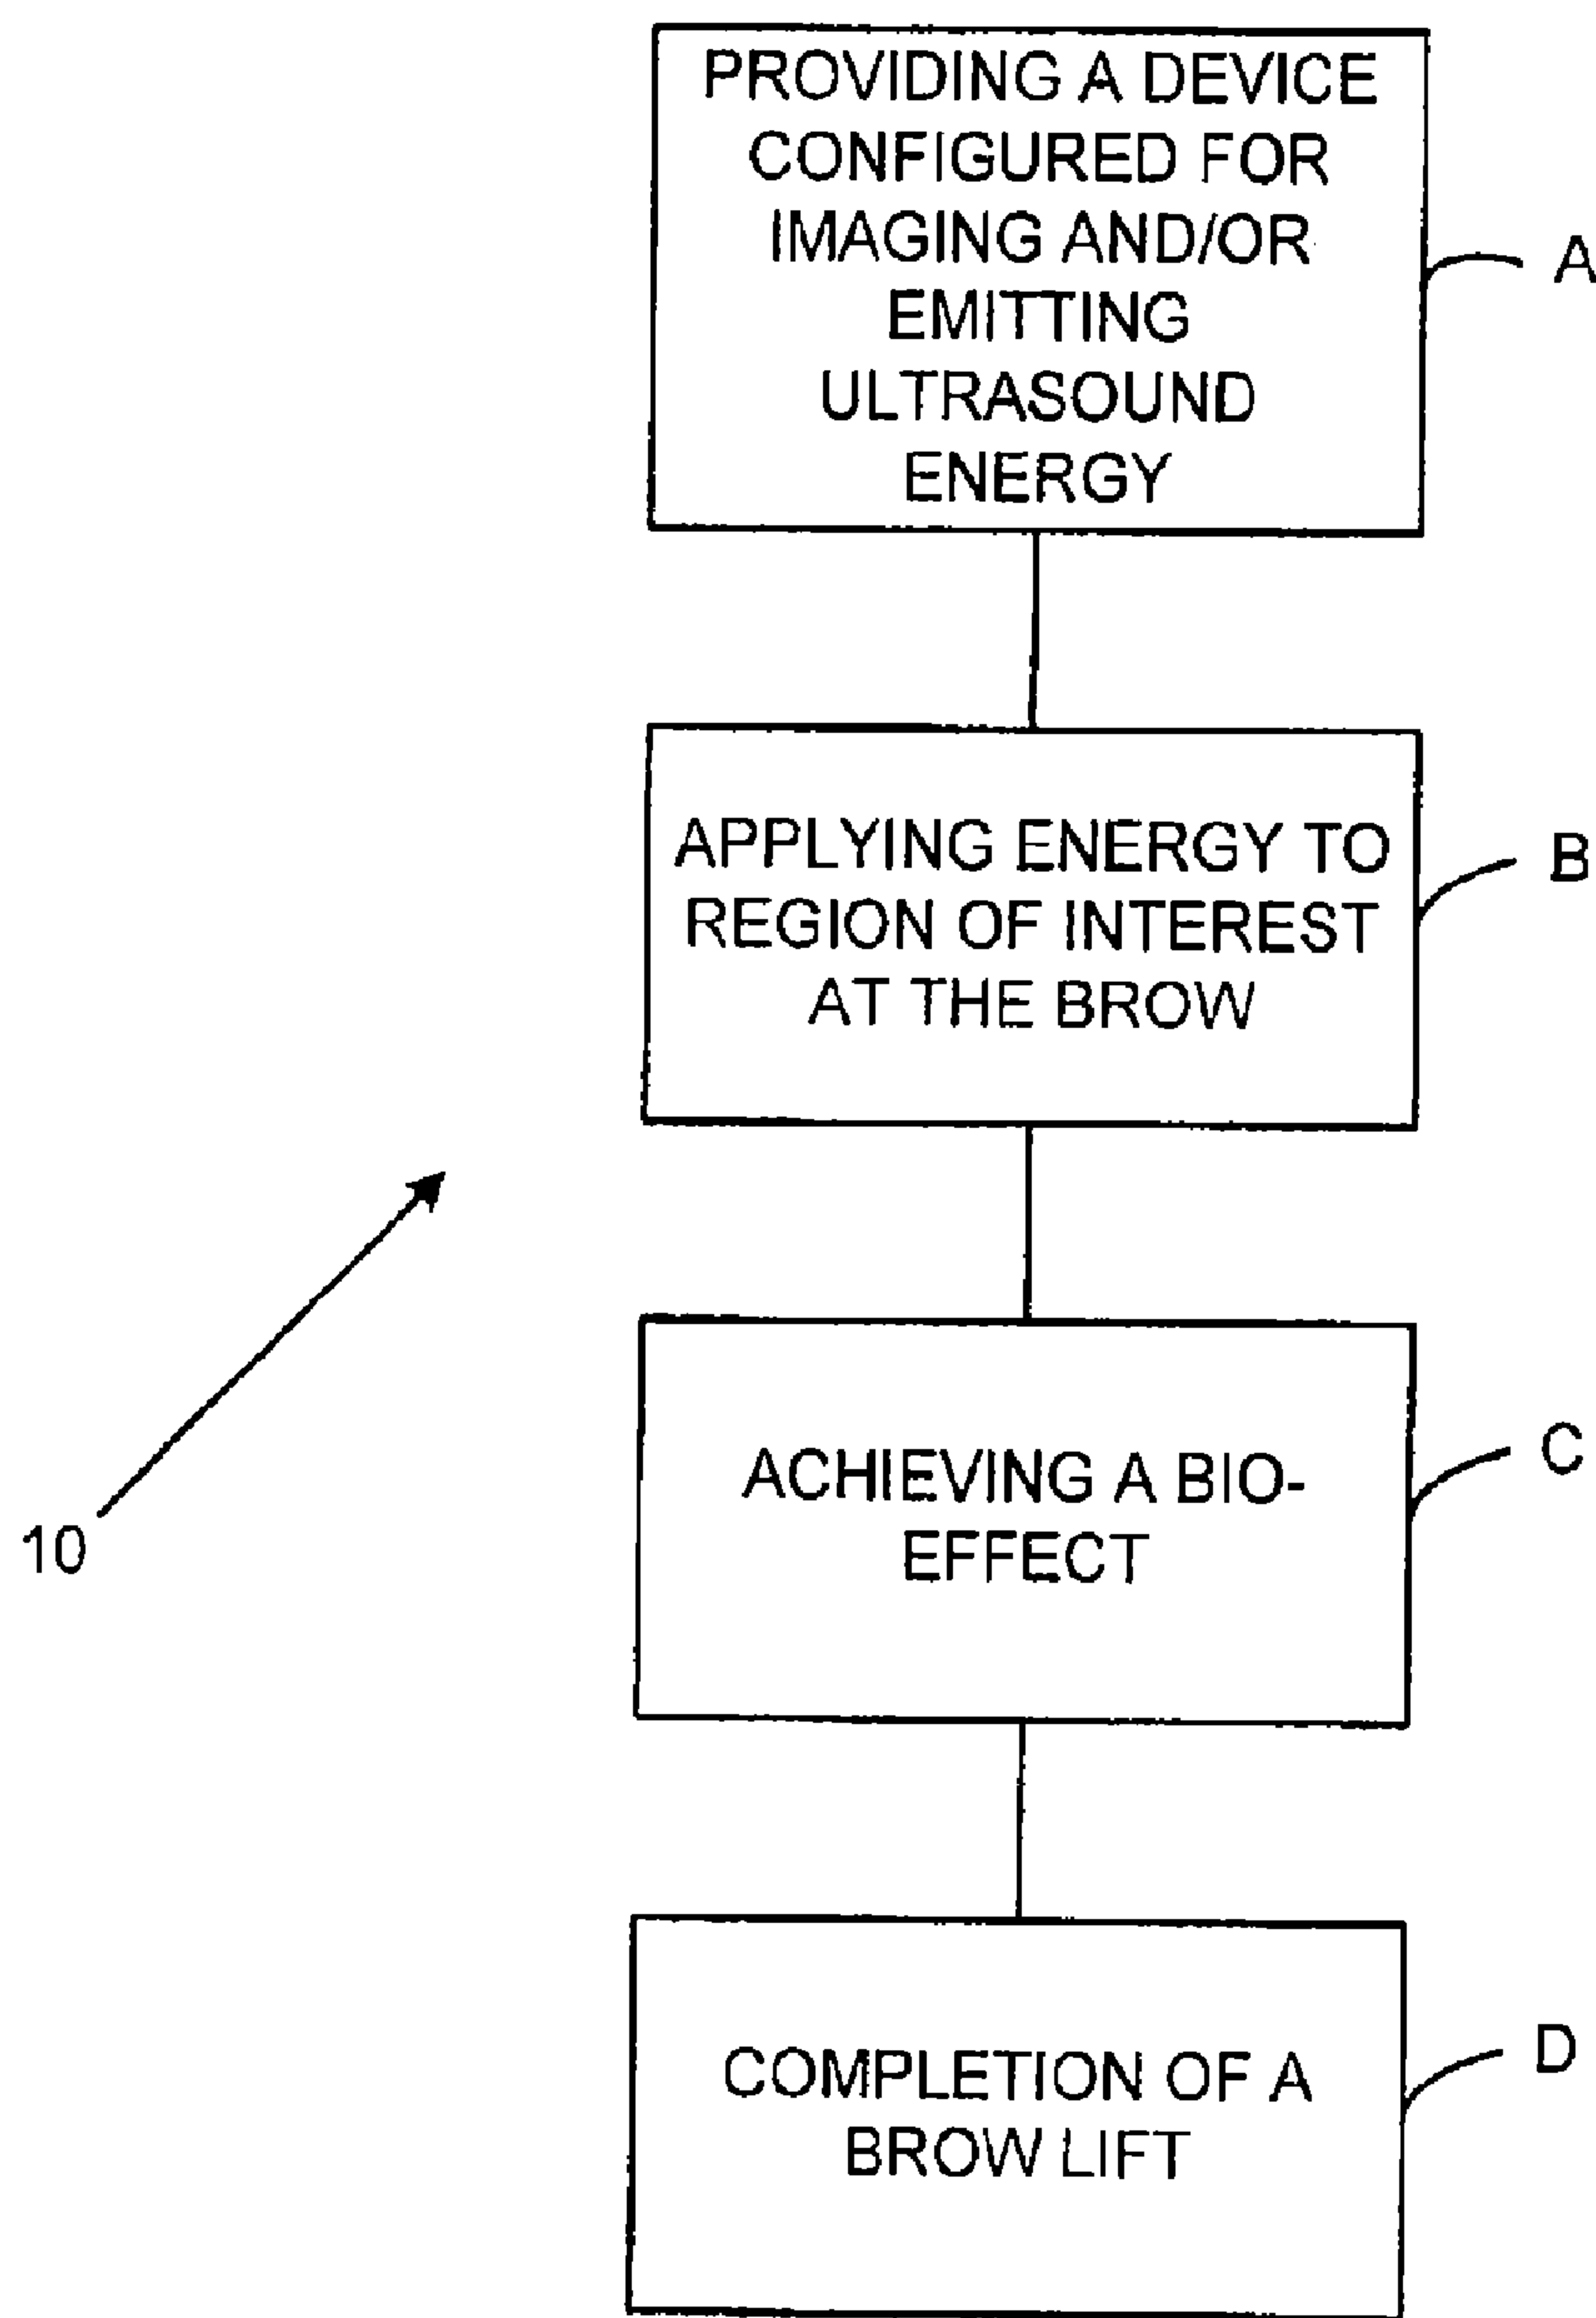 PROVIDING A DEVICE
CONFIGURED FOR
IMAGING AND/OR
EMITTING
ULTRASOUND
ENERGY
A
APPLYING ENERGY TO
REGION OF INTEREST
AT THE BROW
B
ACHIEVING A BIO-
EFFECT
C
10
COMPLETION OF A
BROW LIFT
D